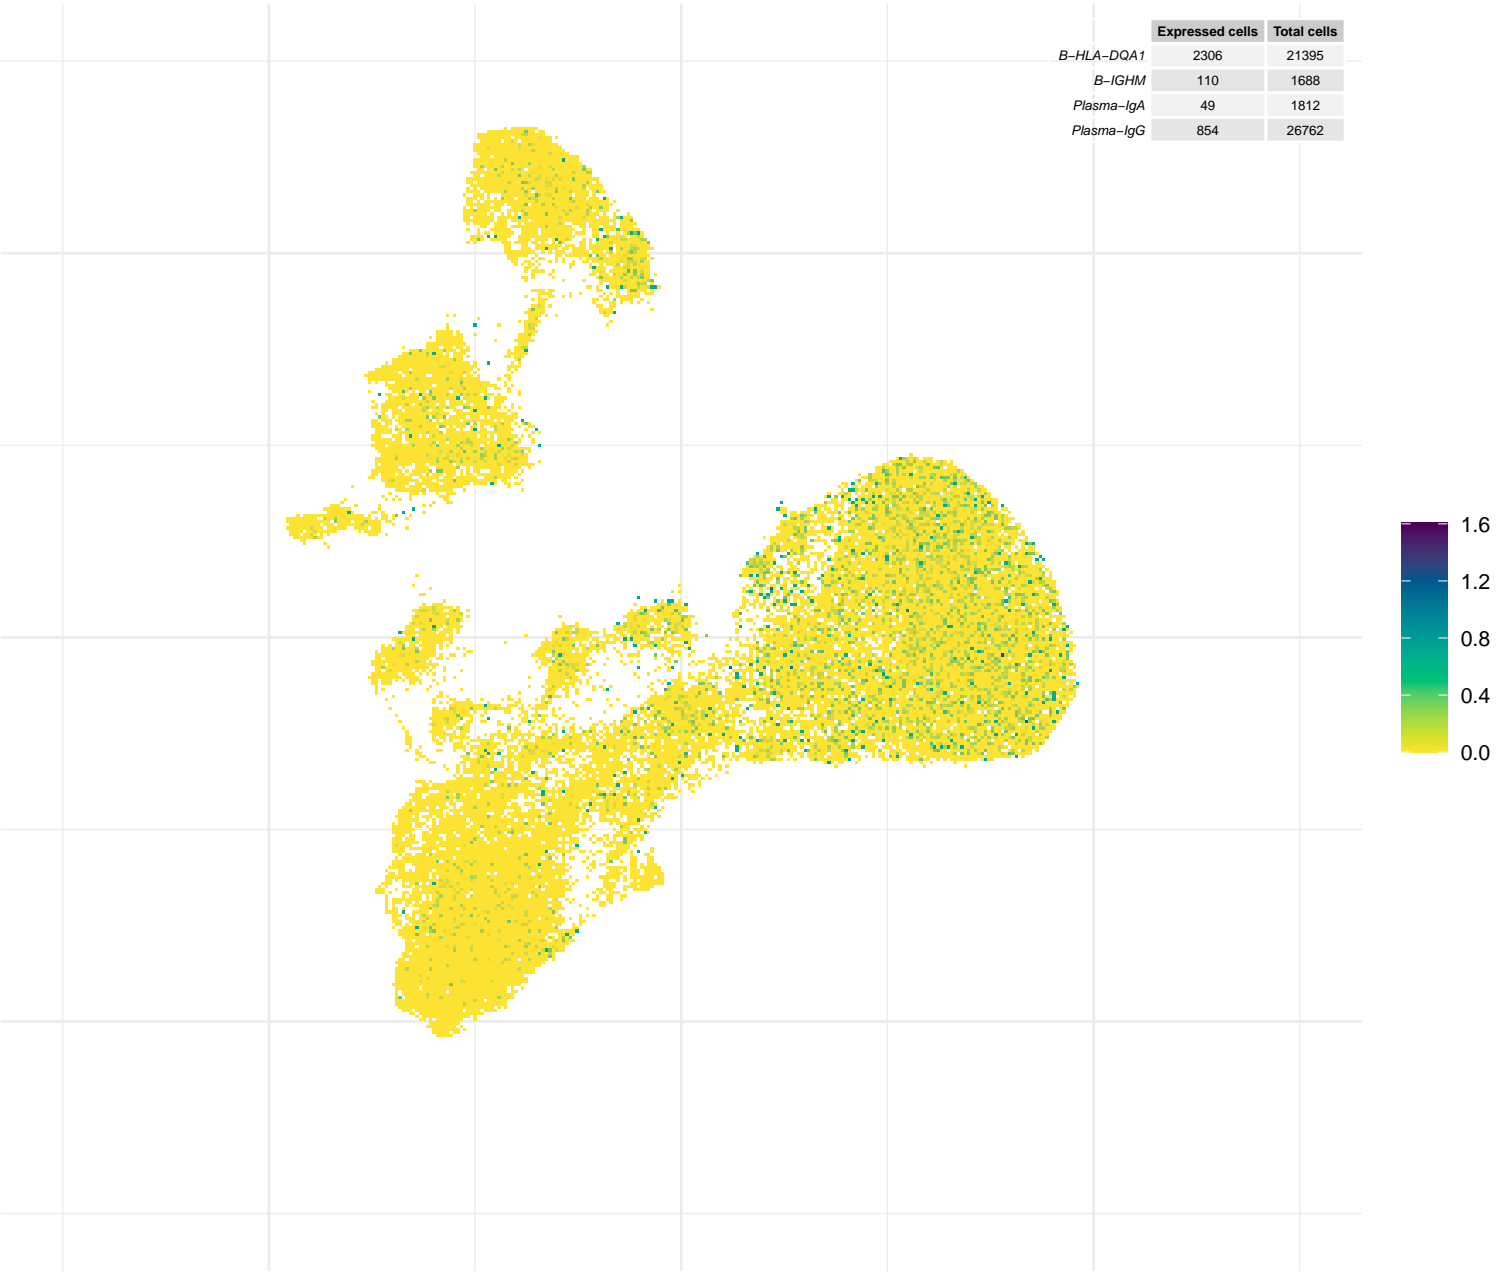 Expressed cells Total cells
B−HLA−DQA1 2306 21395
B−IGHM 110 1688
Plasma−IgA 49 1812
Plasma−IgG 854 26762
1.6
1.2
0.8
0.4
0.0